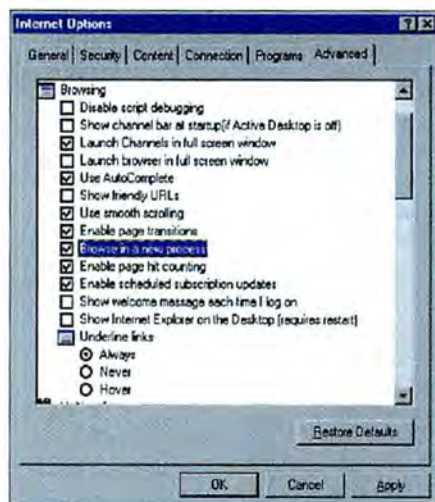 Internet Options
General Security Content Connection Programs Advanced
Browsing
Disable script debugging
Show channel bar at startup(if Active Desktop is off)
Launch Channels in full screen window
Launch browser in full screen window
Use AutoComplete
Show friendly URLs
Use smooth scrolling
Enable page transitions
Browse in a new process
Enable page hit counting
Enable scheduled subscription updates
Show welcome message each time I log on
Show Internet Explorer on the Desktop (requires restart)
Underline links
Always
Never
Hover
Restore Defaults
OK Cancel Apply